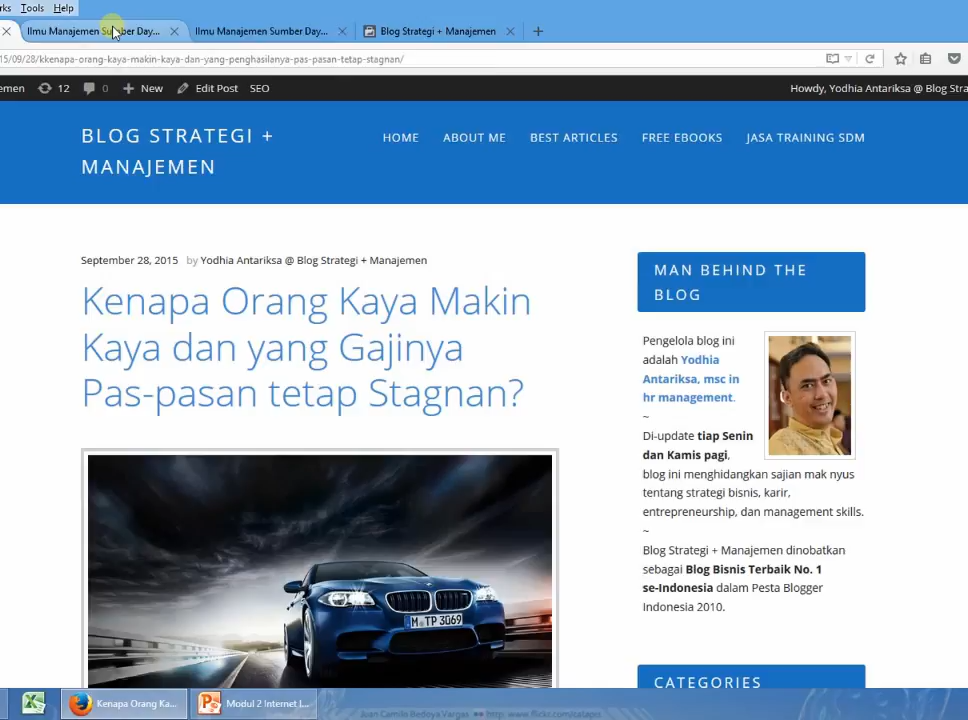 rks Tools Help
Ilmu Manajemen Sumber Day... Ilmu Manajemen Sumber Day... Blog Strategi + Manajemen
15/09/28/kkenapa-orang-kaya-makin-kaya-dan-yang-penghasilanya-pas-pasan-tetap-stagnan/
emen 12 0 New Edit Post SEO Howdy, Yodhia Antariksa @ Blog Stra
BLOG STRATEGI +
MANAJEMEN
HOME ABOUT ME BEST ARTICLES FREE EBOOKS JASA TRAINING SDM
September 28, 2015 by Yodhia Antariksa @ Blog Strategi + Manajemen
Kenapa Orang Kaya Makin
Kaya dan yang Gajinya
Pas-pasan tetap Stagnan?
M TP 3069
MAN BEHIND THE
BLOG
Pengelola blog ini
adalah Yodhia
Antariksa, msc in
hr management.
~
Di-update tiap Senin
dan Kamis pagi,
blog ini menghidangkan sajian mak nyus
tentang strategi bisnis, karir,
entrepreneurship, dan management skills.
~
Blog Strategi + Manajemen dinobatkan
sebagai Blog Bisnis Terbaik No. 1
se-Indonesia dalam Pesta Blogger
Indonesia 2010.
CATEGORIES
Kenapa Orang Ka... Modul 2 Internet I...
Juan Camilo Bedoya Vargas